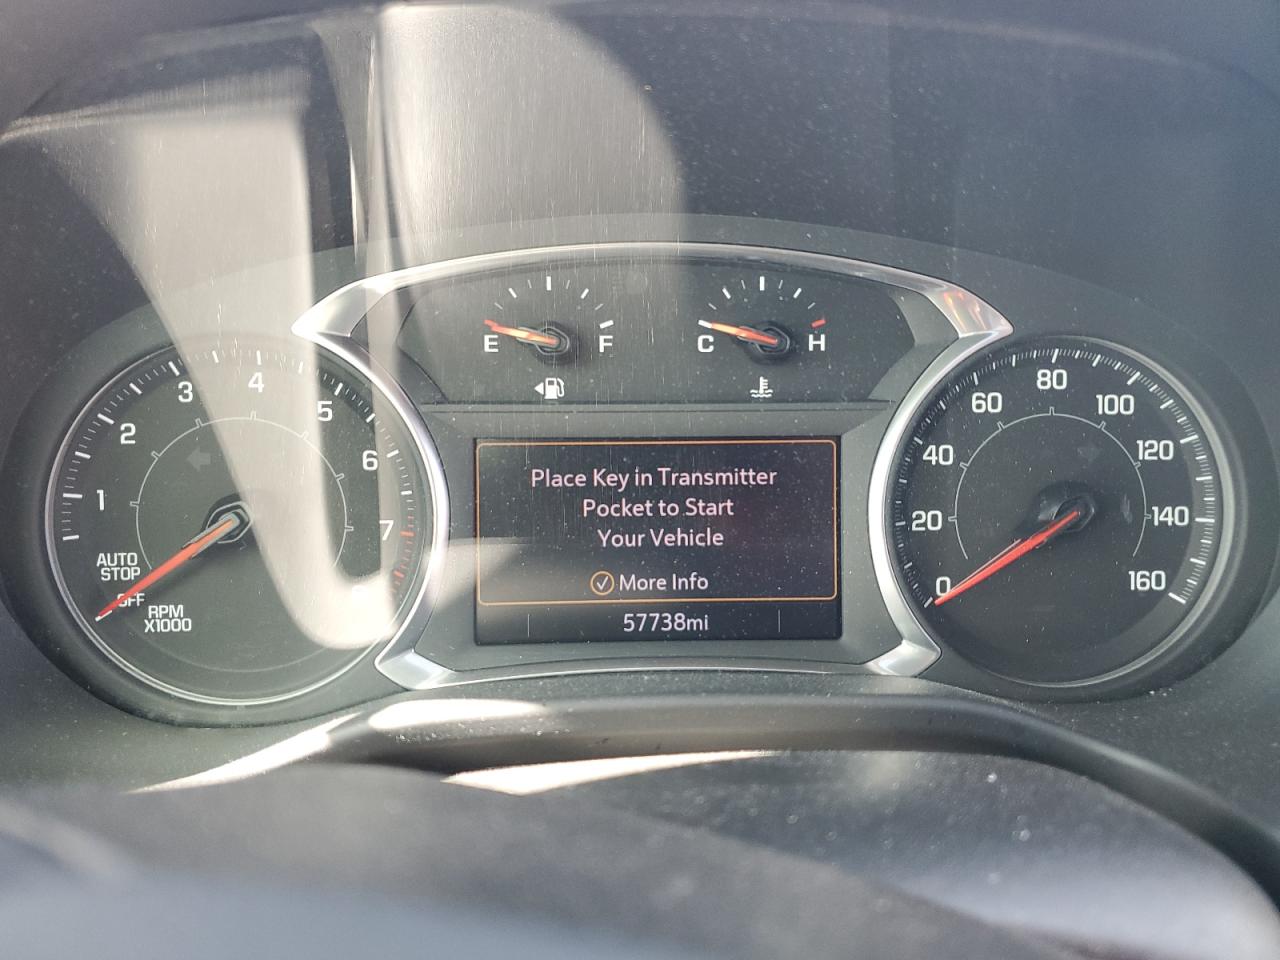 E F
C H
1
2
3
4
5
6
7
8
AUTO
STOP
OFF
RPM
X1000
Place Key in Transmitter
Pocket to Start
Your Vehicle
More Info
57738mi
0
20
40
60
80
100
120
140
160